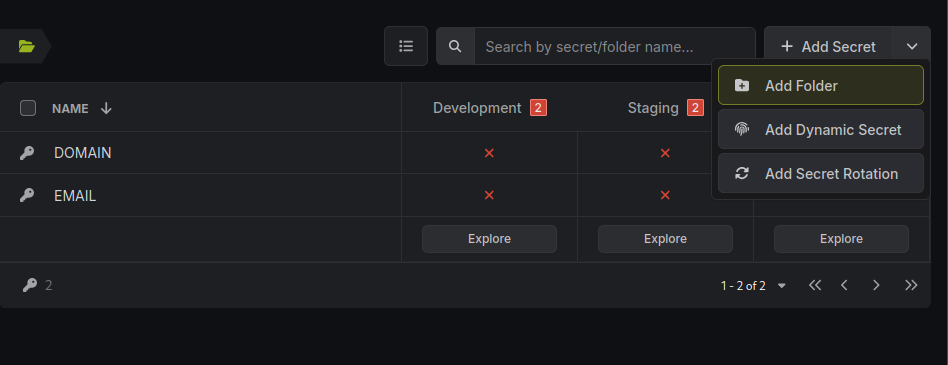 Search by secret/folder name...
Add Secret
Add Folder
NAME
Development 2
Staging 2
Add Dynamic Secret
DOMAIN
Add Secret Rotation
EMAIL
Explore Explore Explore
2
1 - 2 of 2